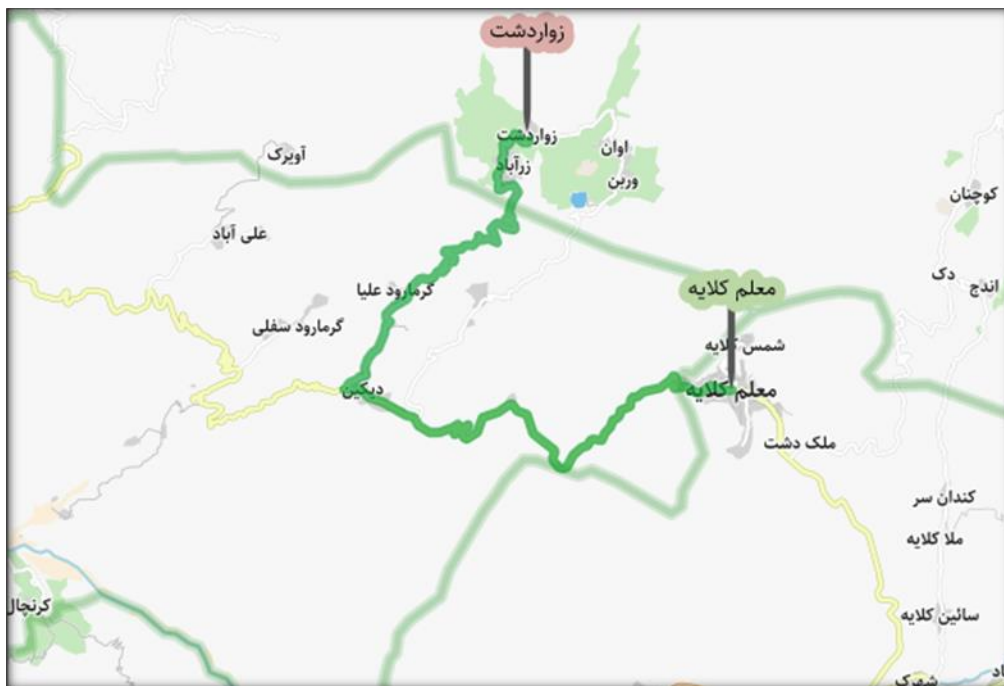 زواردشت
زواردشت
اوان
آویرک
زرآباد
وربن
کوچنان
علی آباد
دک
اندج
گرمارود علیا
معلم کلایه
گرمارود سفلی
شمس کلایه
دیکین
معلم کلایه
ملک دشت
کندان سر
ملا کلایه
کرنچال
سائین کلایه
شهرک